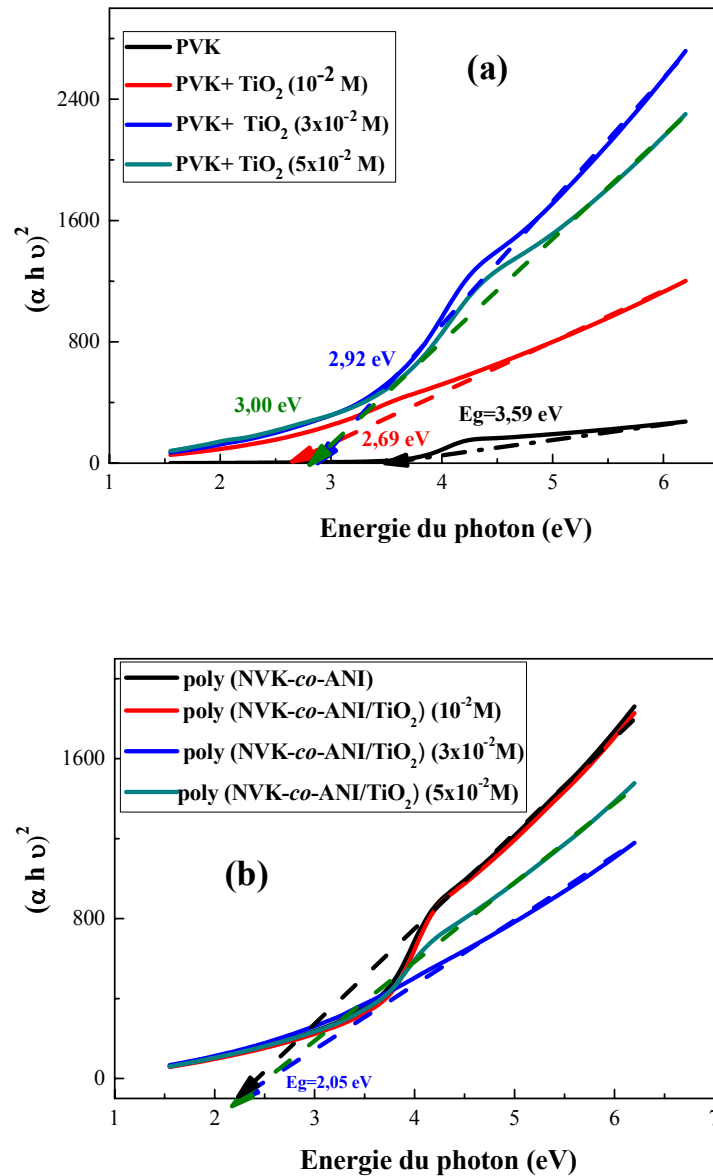 PVK
PVK+ TiO₂ (10⁻² M)
PVK+ TiO₂ (3x10⁻² M)
PVK+ TiO₂ (5x10⁻² M)
(a)
2400
1600
800
0
(α h υ)²
2,92 eV
3,00 eV
2,69 eV
Eg=3,59 eV
1 2 3 4 5 6
Energie du photon (eV)
poly (NVK-co-ANI)
poly (NVK-co-ANI/TiO₂) (10⁻²M)
poly (NVK-co-ANI/TiO₂) (3x10⁻²M)
poly (NVK-co-ANI/TiO₂) (5x10⁻²M)
(b)
1600
800
0
(α h υ)²
Eg=2,05 eV
1 2 3 4 5 6 7
Energie du photon (eV)